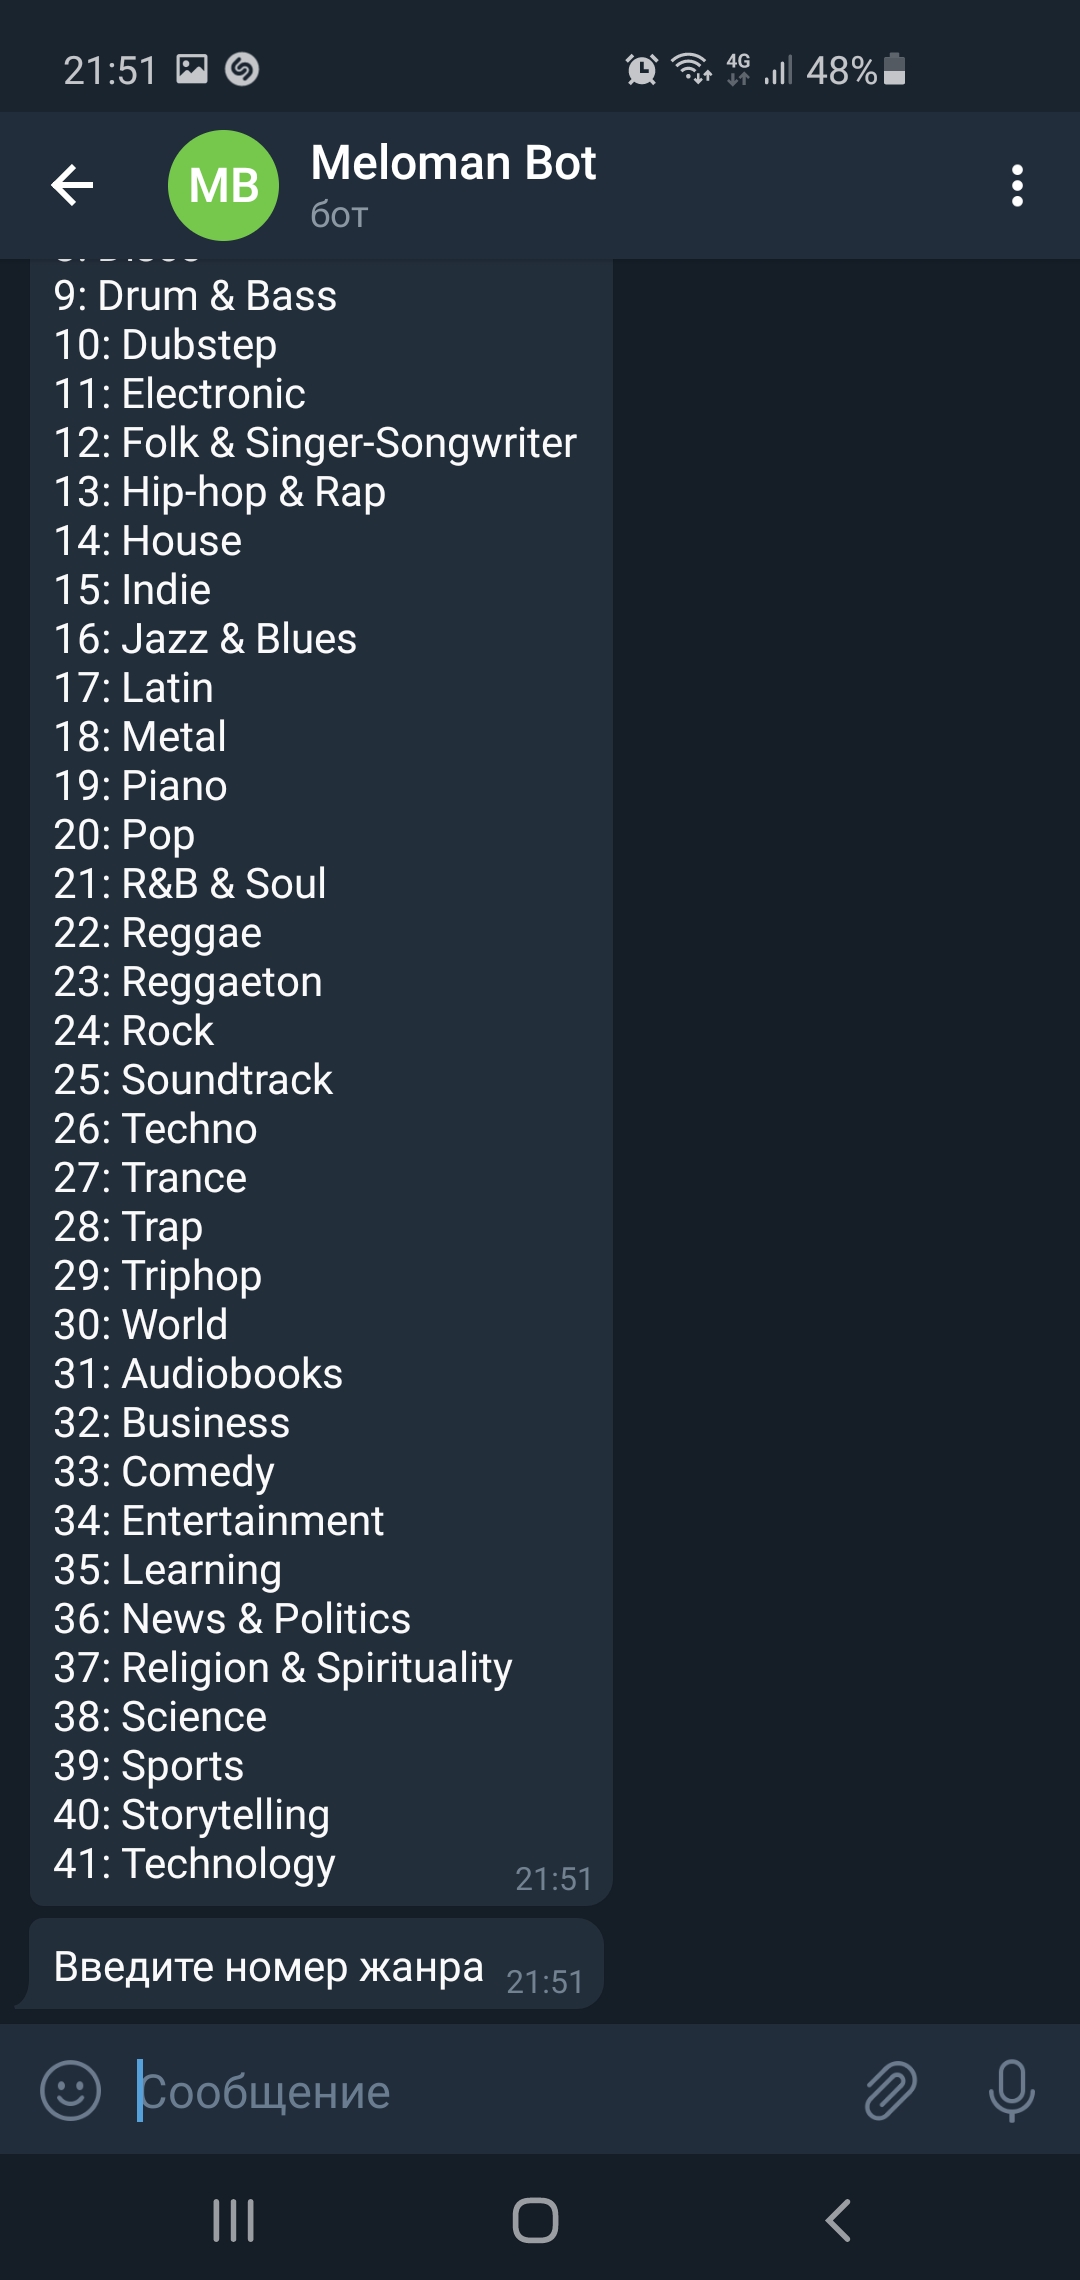 21:51
4G
48%
MB
Meloman Bot
бот
9: Drum & Bass
10: Dubstep
11: Electronic
12: Folk & Singer-Songwriter
13: Hip-hop & Rap
14: House
15: Indie
16: Jazz & Blues
17: Latin
18: Metal
19: Piano
20: Pop
21: R&B & Soul
22: Reggae
23: Reggaeton
24: Rock
25: Soundtrack
26: Techno
27: Trance
28: Trap
29: Triphop
30: World
31: Audiobooks
32: Business
33: Comedy
34: Entertainment
35: Learning
36: News & Politics
37: Religion & Spirituality
38: Science
39: Sports
40: Storytelling
41: Technology
21:51
Введите номер жанра 21:51
Сообщение